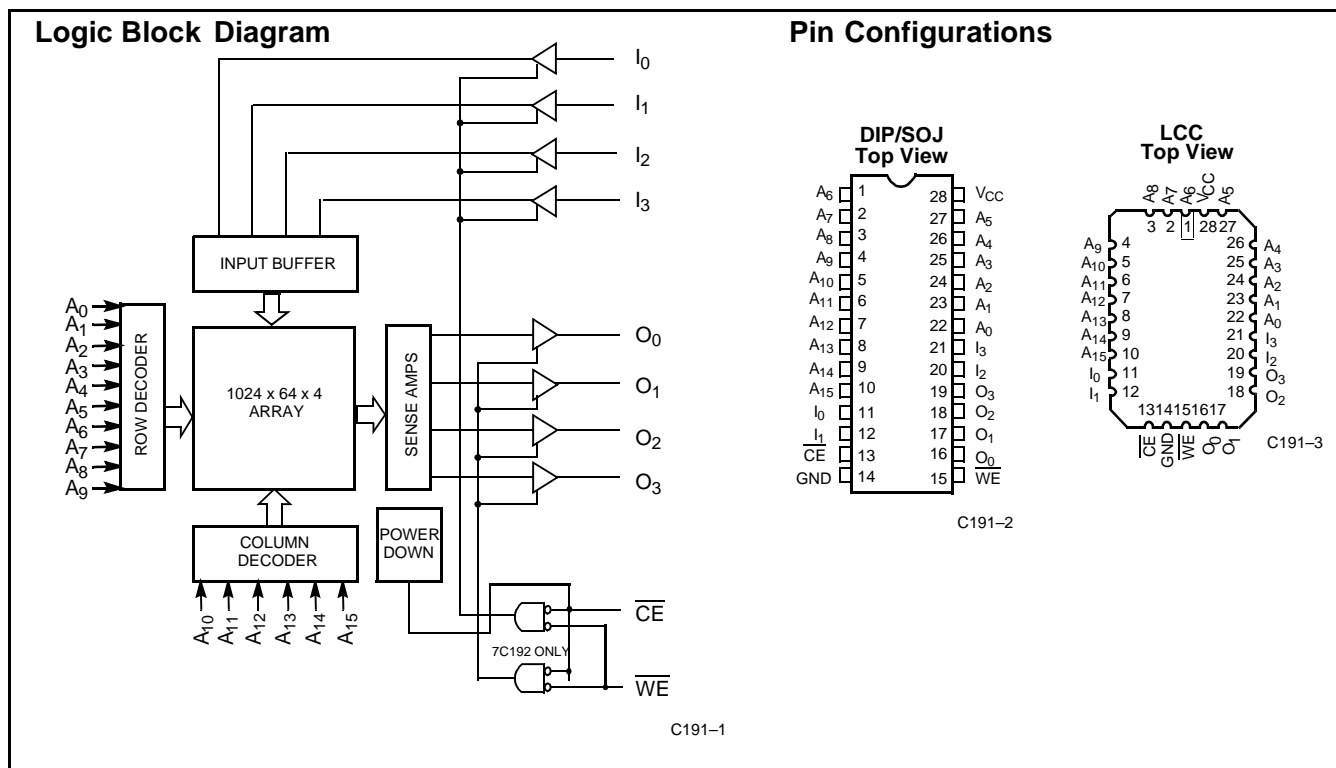 Logic Block Diagram
I0
I1
I2
I3
INPUT BUFFER
A0
A1
A2
A3
A4
A5
A6
A7
A8
A9
ROW DECODER
1024 x 64 x 4
ARRAY
SENSE AMPS
O0
O1
O2
O3
COLUMN
DECODER
POWER
DOWN
A10
A11
A12
A13
A14
A15
7C192 ONLY
C̅E̅
W̅E̅
C191–1
Pin Configurations
DIP/SOJ
Top View
A6 1 28 VCC
A7 2 27 A5
A8 3 26 A4
A9 4 25 A3
A10 5 24 A2
A11 6 23 A1
A12 7 22 A0
A13 8 21 I3
A14 9 20 I2
A15 10 19 O3
I0 11 18 O2
I1 12 17 O1
C̅E̅ 13 16 O0
GND 14 15 W̅E̅
C191–2
LCC
Top View
A8 A7 A6 VCC A5
3 2 1 28 27
A9 4 26 A4
A10 5 25 A3
A11 6 24 A2
A12 7 23 A1
A13 8 22 A0
A14 9 21 I3
A15 10 20 I2
I0 11 19 O3
I1 12 18 O2
13 14 15 16 17
C̅E̅ GND W̅E̅ O0 O1
C191–3